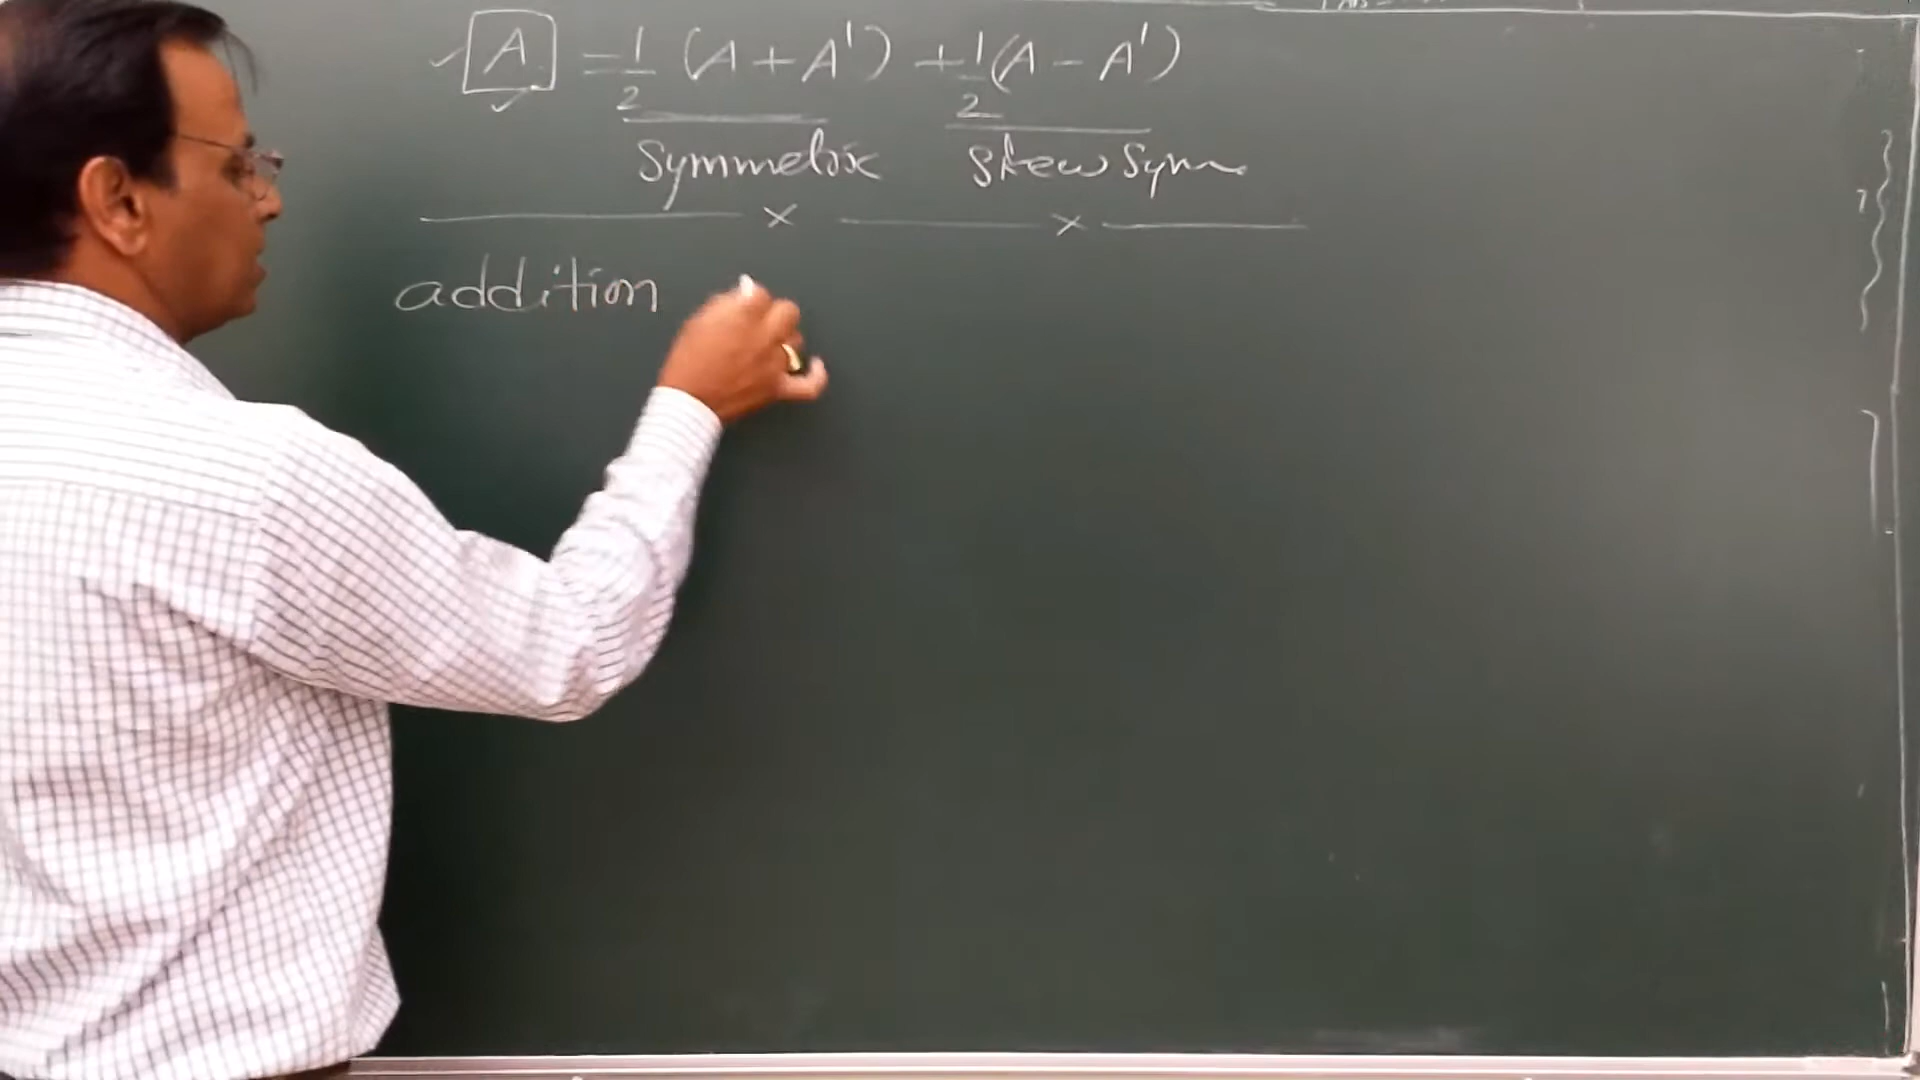 A = 1/2 (A + A') + 1/2 (A - A')
Symmetric Skew Sym
× ×
addition